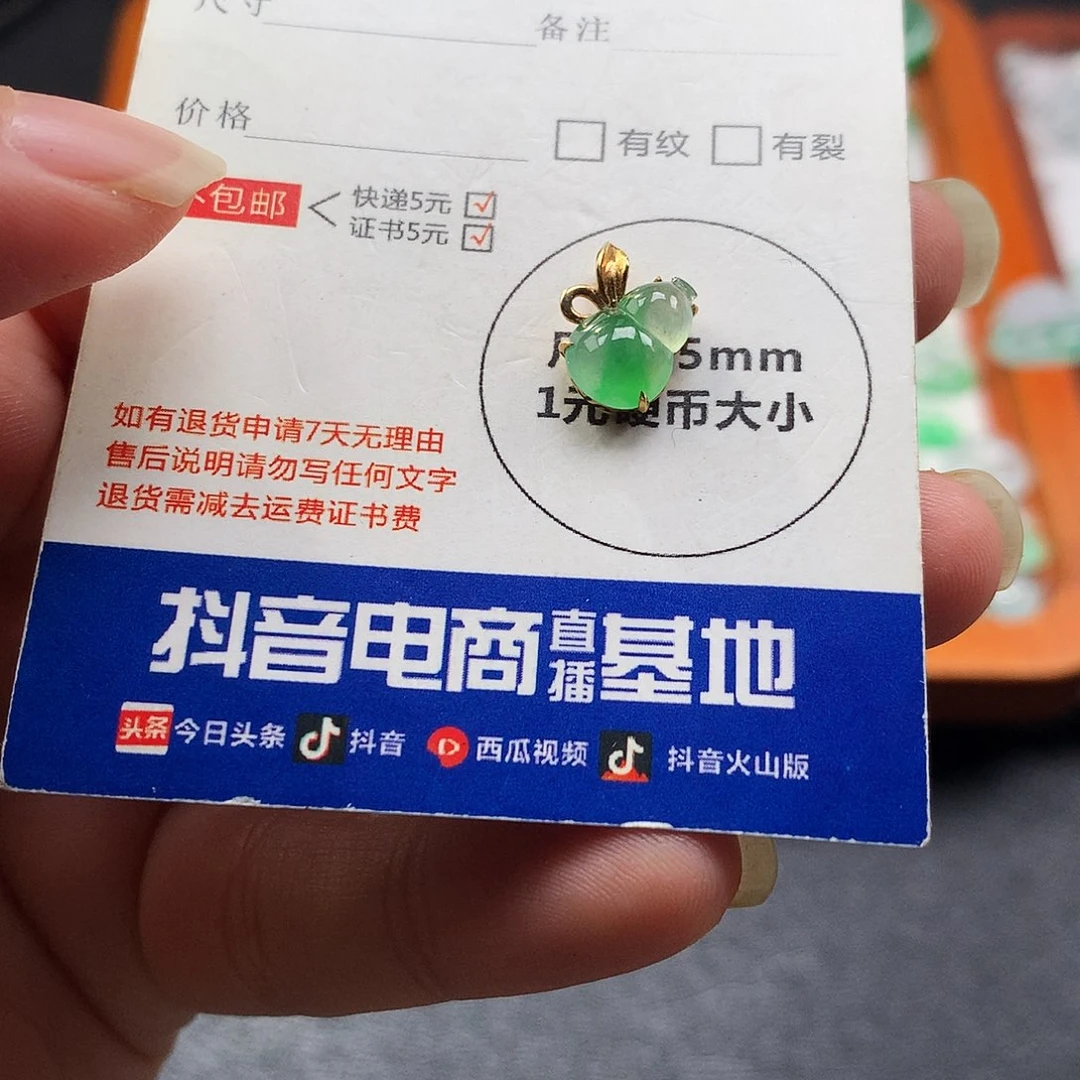 尺寸 备注
价格 有纹 有裂
包邮 快递5元
证书5元
5mm
1元硬币大小
如有退货申请7天无理由
售后说明请勿写任何文字
退货需减去运费证书费
抖音电商直播基地
头条 今日头条 抖音 西瓜视频 抖音火山版